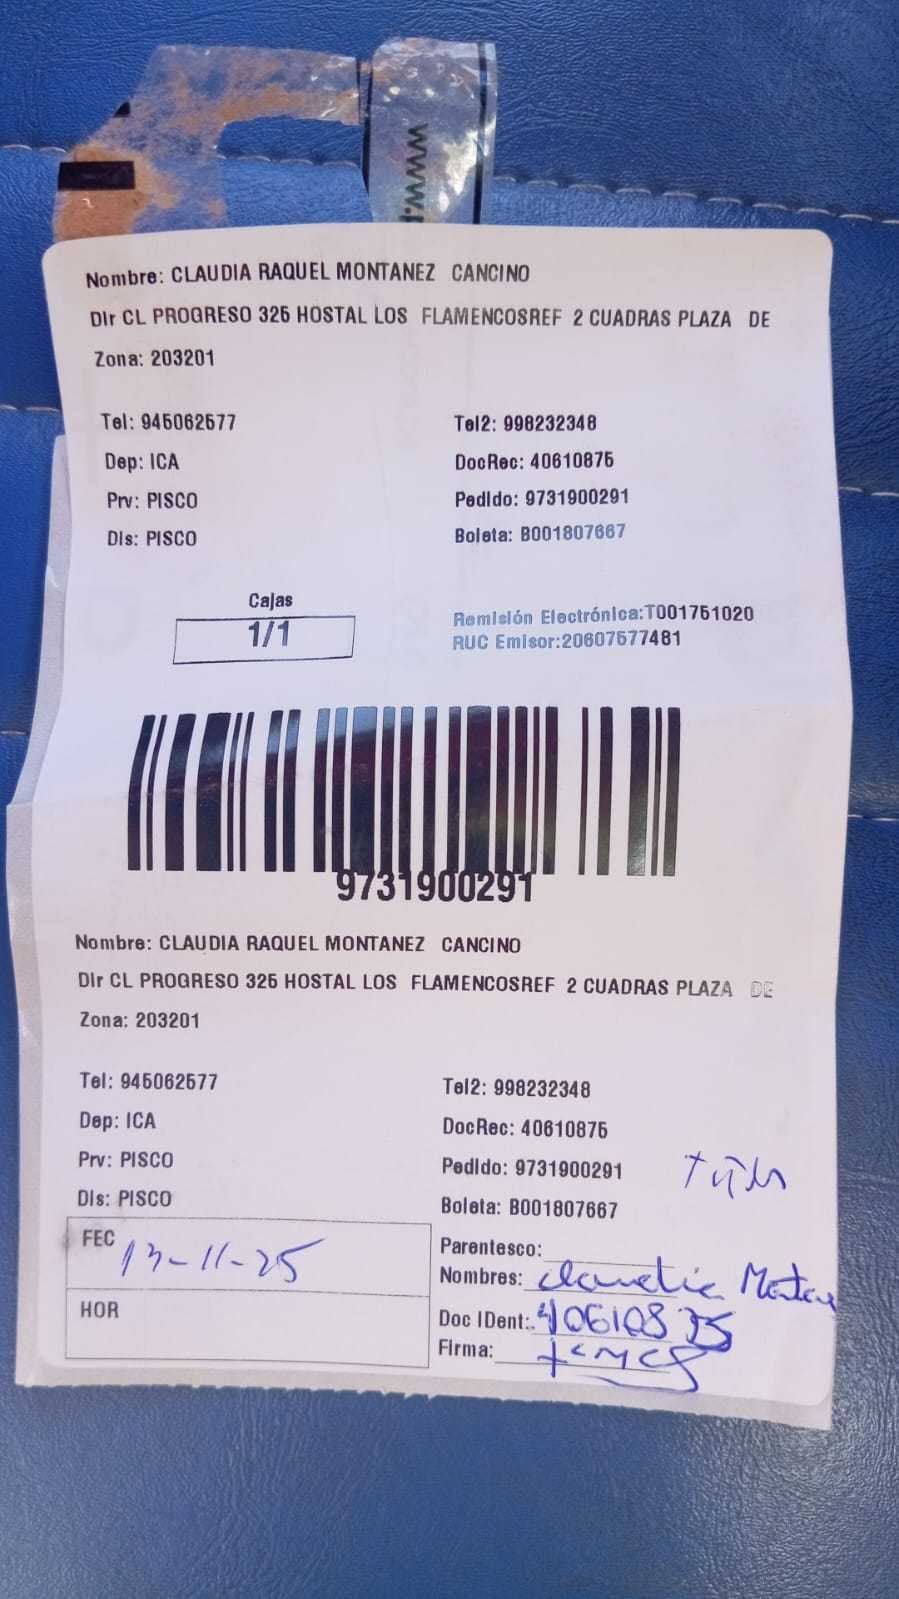 www.
Nombre: CLAUDIA RAQUEL MONTANEZ CANCINO
Dir CL PROGRESO 325 HOSTAL LOS FLAMENCOSREF 2 CUADRAS PLAZA DE
Zona: 203201
Tel: 945062577 Tel2: 998232348
Dep: ICA DocRec: 40610875
Prv: PISCO Pedido: 9731900291
Dis: PISCO Boleta: B001807667
Cajas
1/1
Remisión Electrónica:T001751020
RUC Emisor:20607577481
9731900291
Nombre: CLAUDIA RAQUEL MONTANEZ CANCINO
Dir CL PROGRESO 325 HOSTAL LOS FLAMENCOSREF 2 CUADRAS PLAZA DE
Zona: 203201
Tel: 945062577 Tel2: 998232348
Dep: ICA DocRec: 40610875
Prv: PISCO Pedido: 9731900291
Dis: PISCO Boleta: B001807667
FEC 13-11-25
HOR
Parentesco:
Nombres: Claudia
Doc IDent: 40610875
Firma: